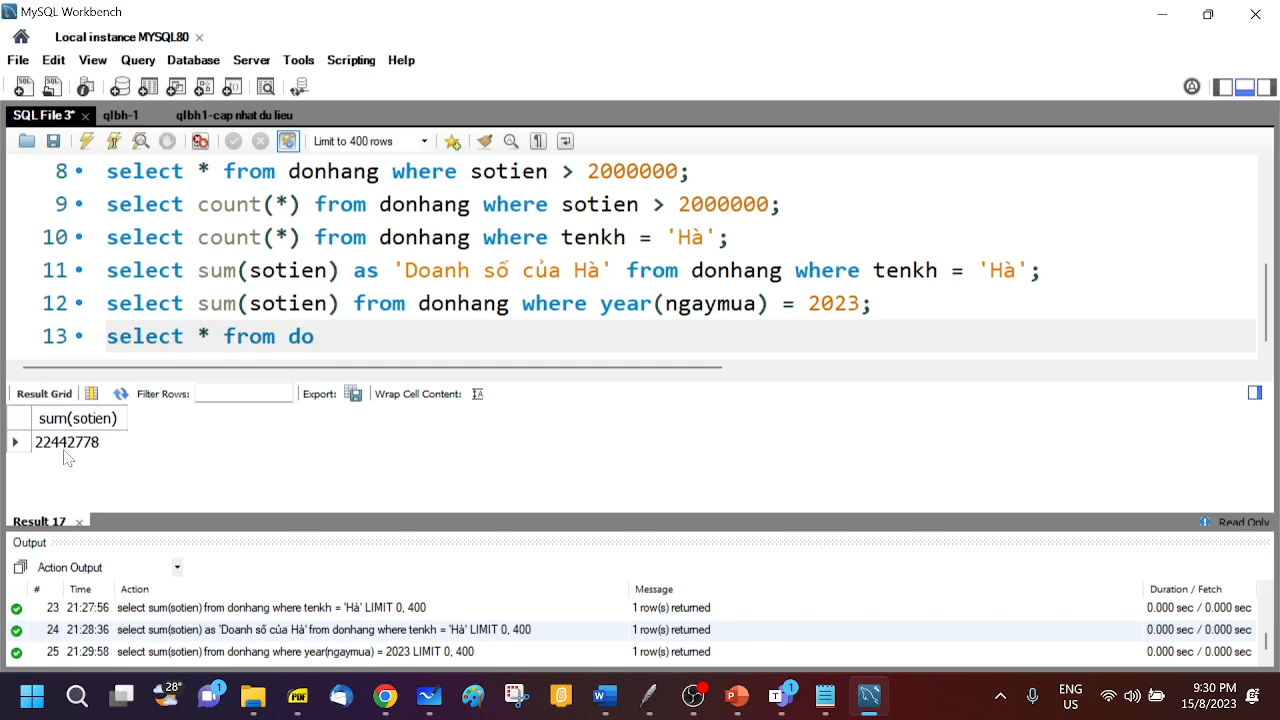 MySQL Workbench
Local instance MYSQL80
File Edit View Query Database Server Tools Scripting Help
SQL File 3* qlbh-1 qlbh1-cap nhat du lieu
Limit to 400 rows
8 select * from donhang where sotien > 2000000;
9 select count(*) from donhang where sotien > 2000000;
10 select count(*) from donhang where tenkh = 'Hà';
11 select sum(sotien) as 'Doanh số của Hà' from donhang where tenkh = 'Hà';
12 select sum(sotien) from donhang where year(ngaymua) = 2023;
13 select * from do
Result Grid Filter Rows: Export: Wrap Cell Content:
sum(sotien)
22442778
Result 17 Read Only
Output
Action Output
# Time Action Message Duration / Fetch
23 21:27:56 select sum(sotien) from donhang where tenkh = 'Hà' LIMIT 0, 400 1 row(s) returned 0.000 sec / 0.000 sec
24 21:28:36 select sum(sotien) as 'Doanh số của Hà' from donhang where tenkh = 'Hà' LIMIT 0, 400 1 row(s) returned 0.000 sec / 0.000 sec
25 21:29:58 select sum(sotien) from donhang where year(ngaymua) = 2023 LIMIT 0, 400 1 row(s) returned 0.000 sec / 0.000 sec
28° 1 PDF 1 ENG 9:30 PM
US 15/8/2023